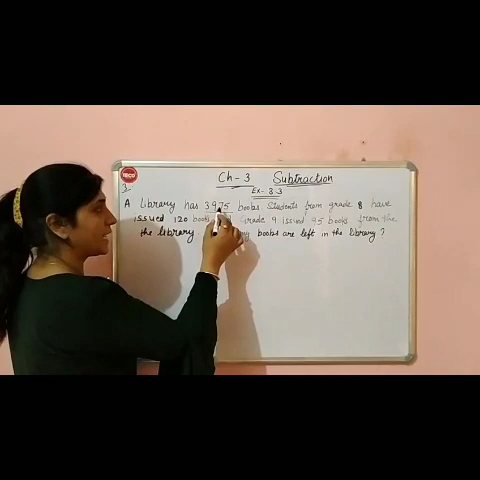 Ch - 3 Subtraction
Ex - 3.3
3.
A Library has 3975 books. Students from grade 8 have
issued 120 books Grade 9 issued 95 books from the
the library books are left in the library ?